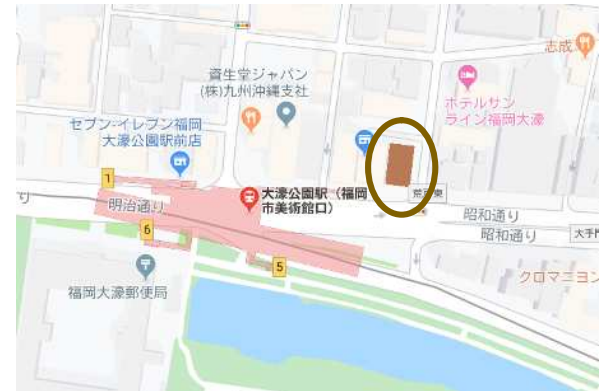 志成
資生堂ジャパン
(株)九州沖縄支社
ホテルサン
ライン福岡大濠
セブン-イレブン福岡
大濠公園駅前店
1
大濠公園駅（福岡
市美術館口）
明治通り
り
昭和通り
昭和通り
大手門
6
5
福岡大濠郵便局
クロマニヨン